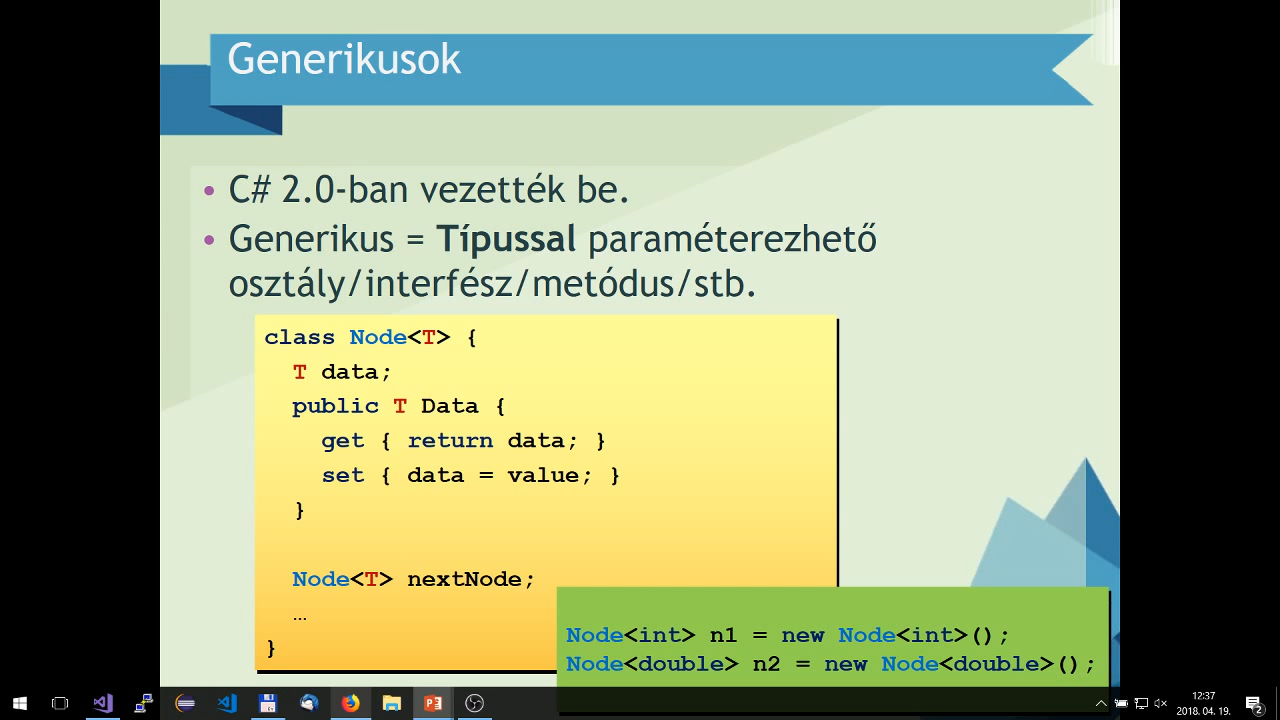 Generikusok
• C# 2.0-ban vezették be.
• Generikus = Típussal paraméterezhető
osztály/interfész/metódus/stb.
class Node<T> {
T data;
public T Data {
get { return data; }
set { data = value; }
}
Node<T> nextNode;
…
}
Node<int> n1 = new Node<int>();
Node<double> n2 = new Node<double>();
12:37
2018. 04. 19.
2